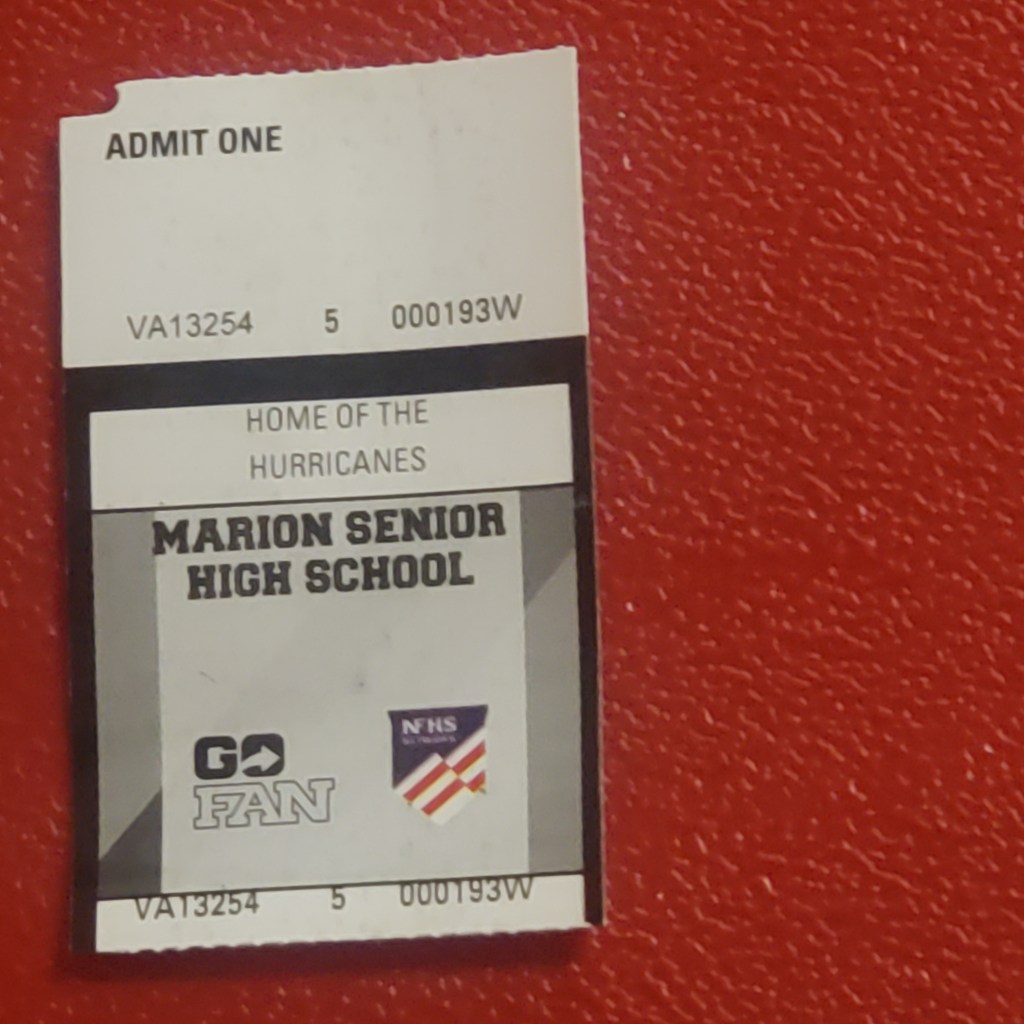 ADMIT ONE
VA13254 5 000193W
HOME OF THE
HURRICANES
MARION SENIOR
HIGH SCHOOL
GO
FAN
NFHS
NETWORK
VA13254 5 000193W